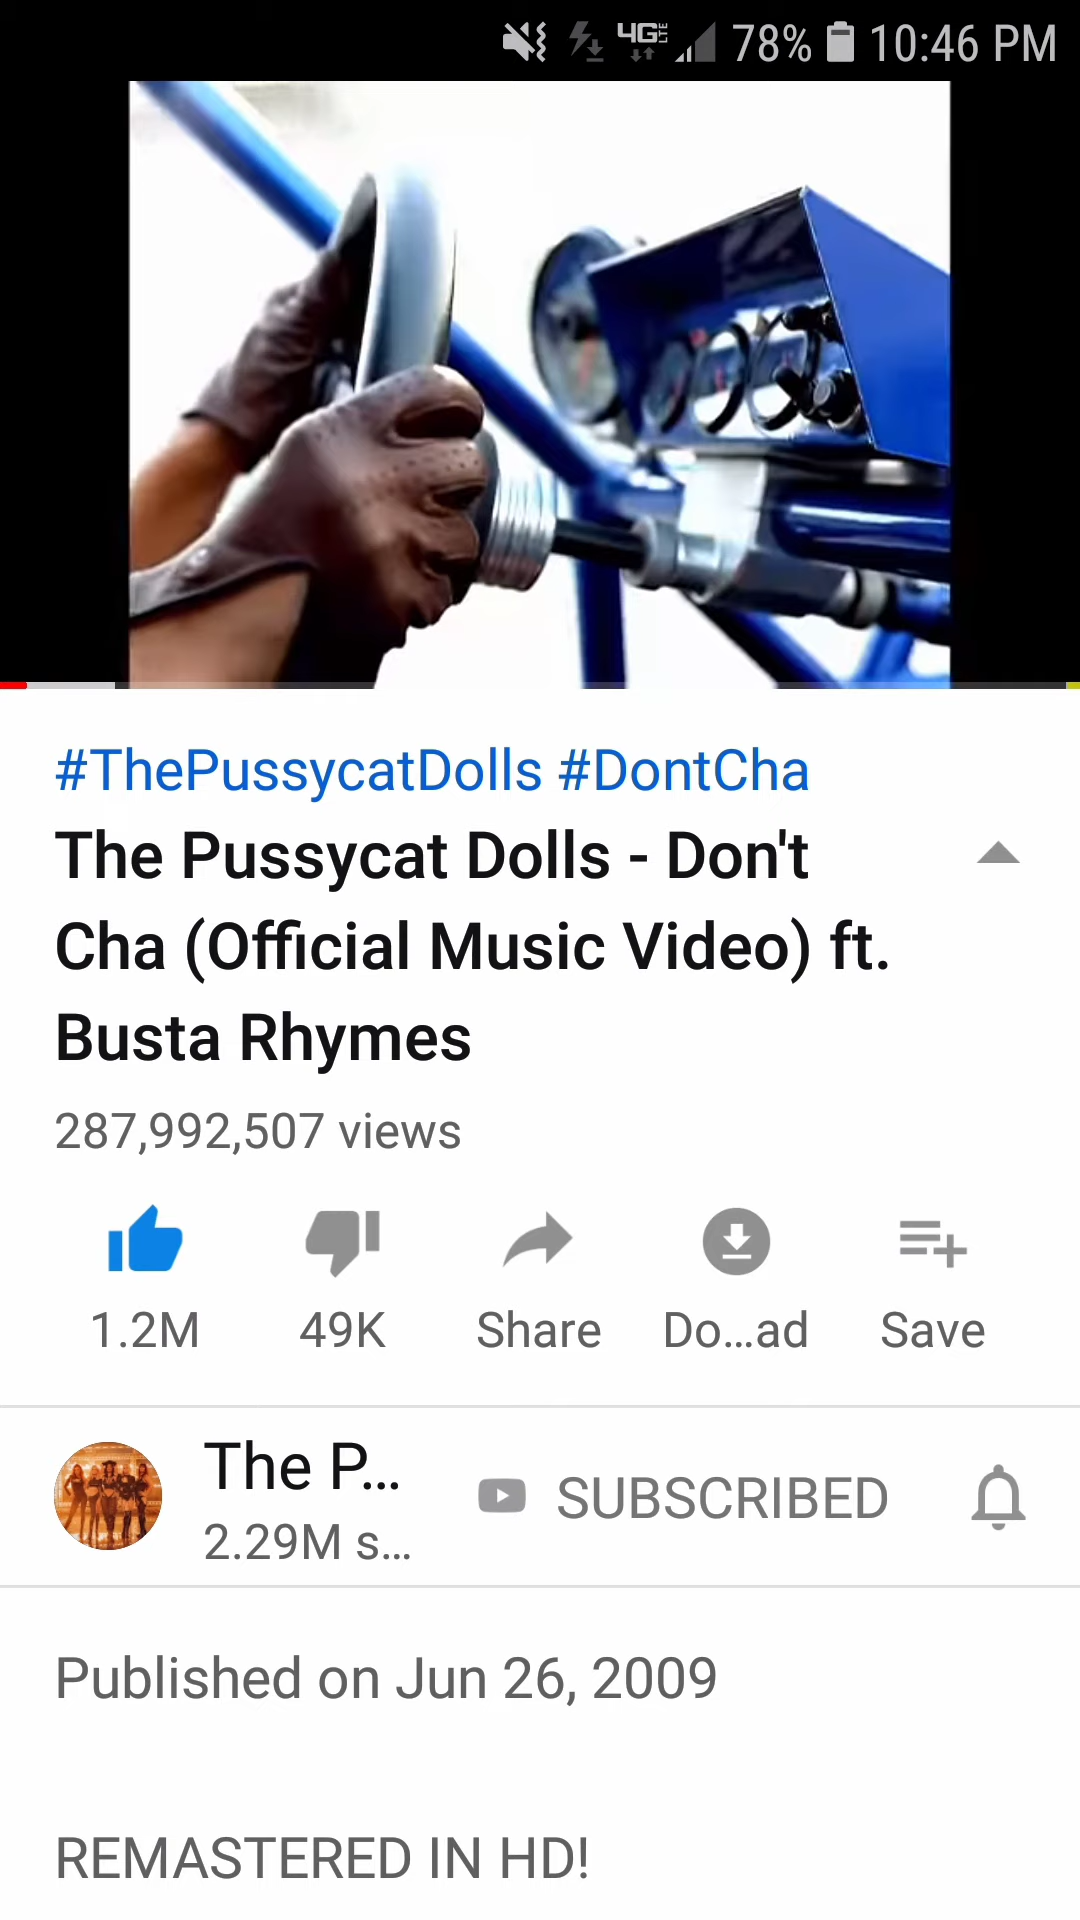 4G LTE 78% 10:46 PM
#ThePussycatDolls #DontCha
The Pussycat Dolls - Don't
Cha (Official Music Video) ft.
Busta Rhymes
287,992,507 views
1.2M 49K Share Do...ad Save
The P... SUBSCRIBED
2.29M s...
Published on Jun 26, 2009
REMASTERED IN HD!